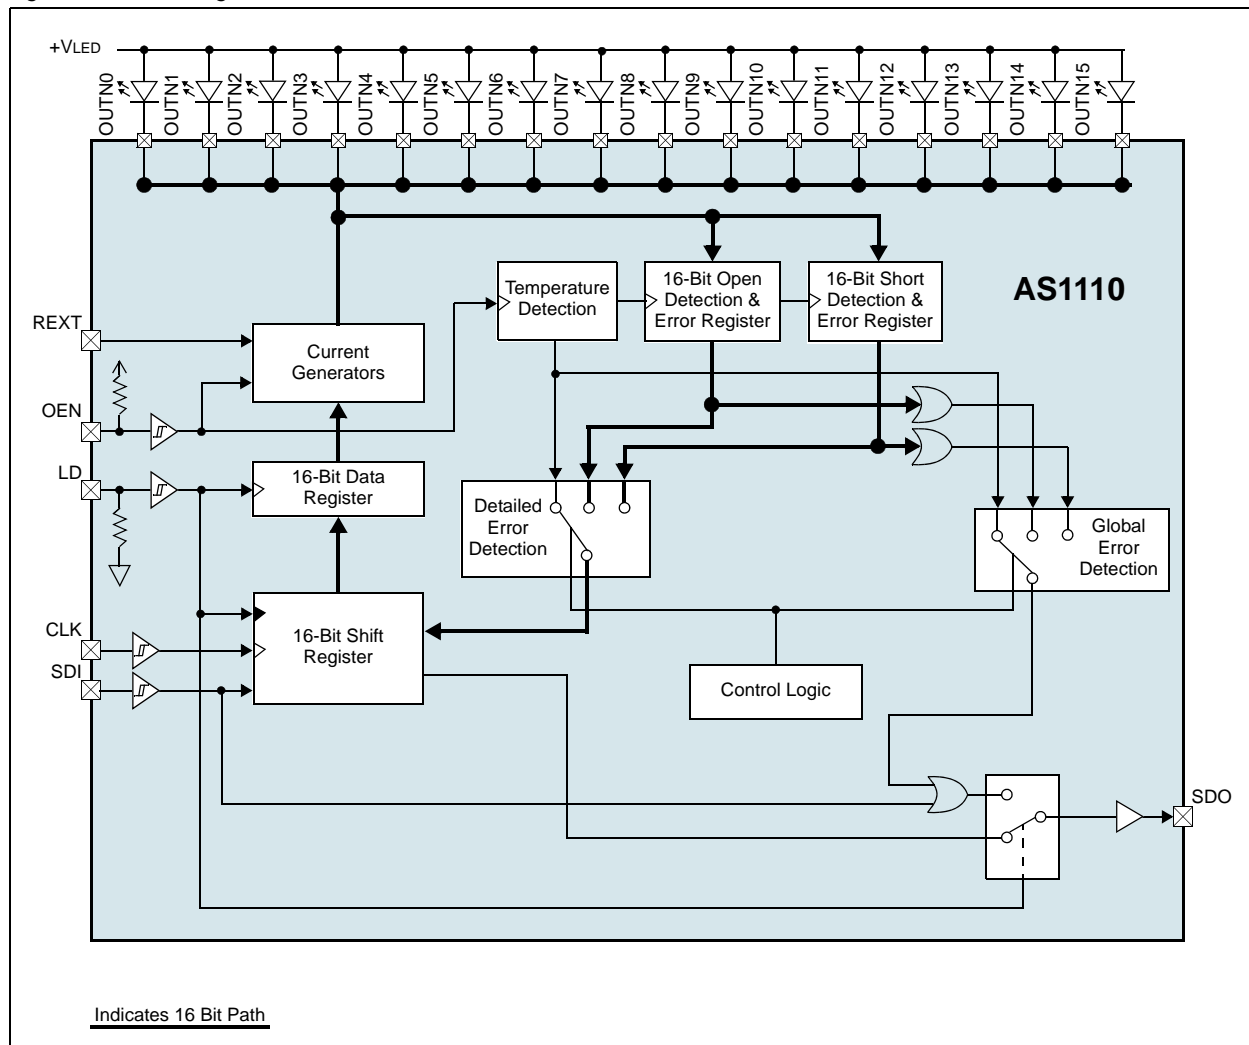 +VLED
OUTN0
OUTN1
OUTN2
OUTN3
OUTN4
OUTN5
OUTN6
OUTN7
OUTN8
OUTN9
OUTN10
OUTN11
OUTN12
OUTN13
OUTN14
OUTN15
AS1110
Temperature
Detection
16-Bit Open
Detection &
Error Register
16-Bit Short
Detection &
Error Register
REXT
Current
Generators
OEN
LD
16-Bit Data
Register
Detailed
Error
Detection
Global
Error
Detection
CLK
SDI
16-Bit Shift
Register
Control Logic
SDO
Indicates 16 Bit Path